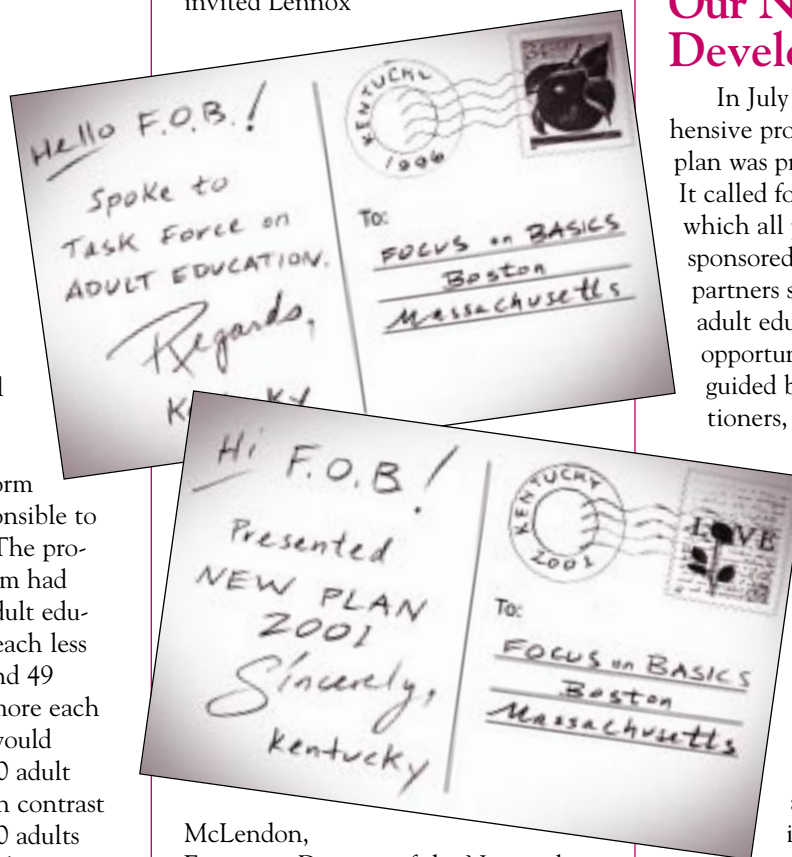 invited Lennox
Hello F.O.B.!
Spoke to
TASK Force on
ADULT EDUCATION.
Regards,
KENTUCKY
To:
FOCUS on BASICS
Boston
Massachusetts
Hi F.O.B!
Presented
NEW PLAN
2001
Sincerely,
Kentucky
KENTUCKY
2001
LOVE
To:
FOCUS on BASICS
Boston
Massachusetts
orm
onsible to
The pro-
m had
dult edu-
each less
nd 49
nore each
would
0 adult
n contrast
0 adults
McLendon,
Our N
Develo
In July
hensive pro
plan was pr
It called fo
which all
sponsored
partners s
adult edu
opportun
guided b
tioners,